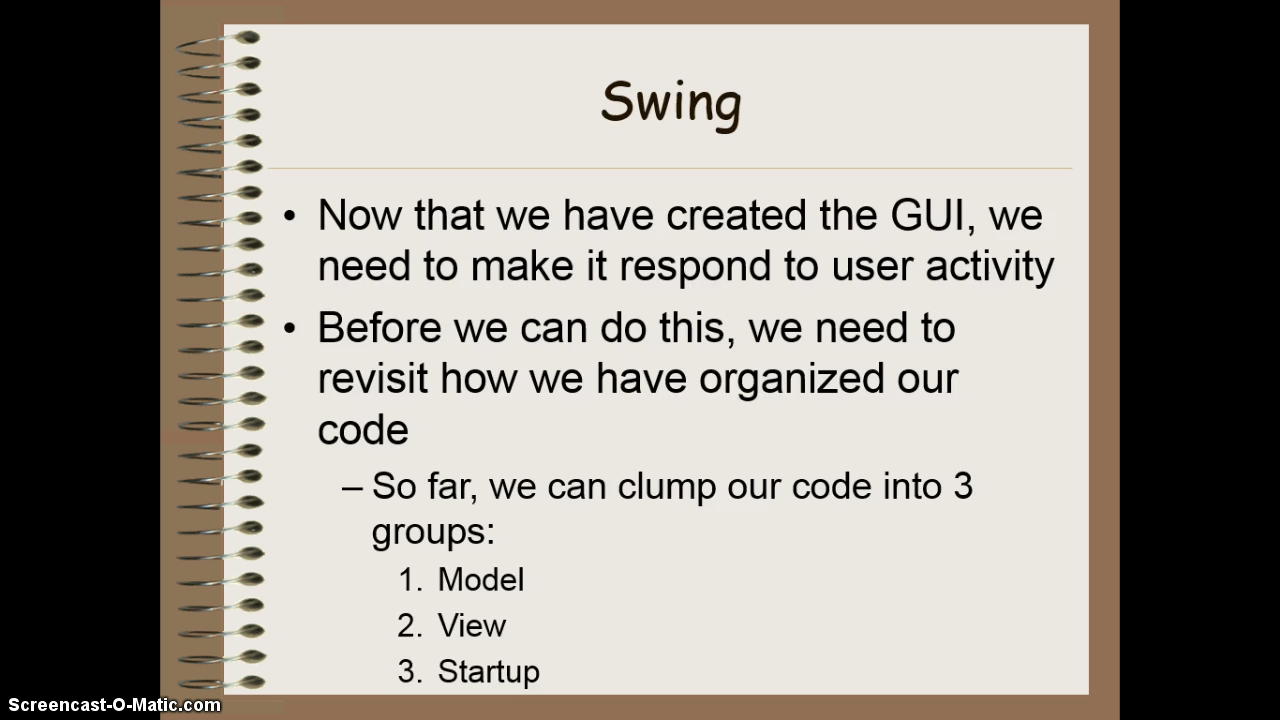 Swing
• Now that we have created the GUI, we
need to make it respond to user activity
• Before we can do this, we need to
revisit how we have organized our
code
– So far, we can clump our code into 3
groups:
1. Model
2. View
3. Startup
Screencast-O-Matic.com